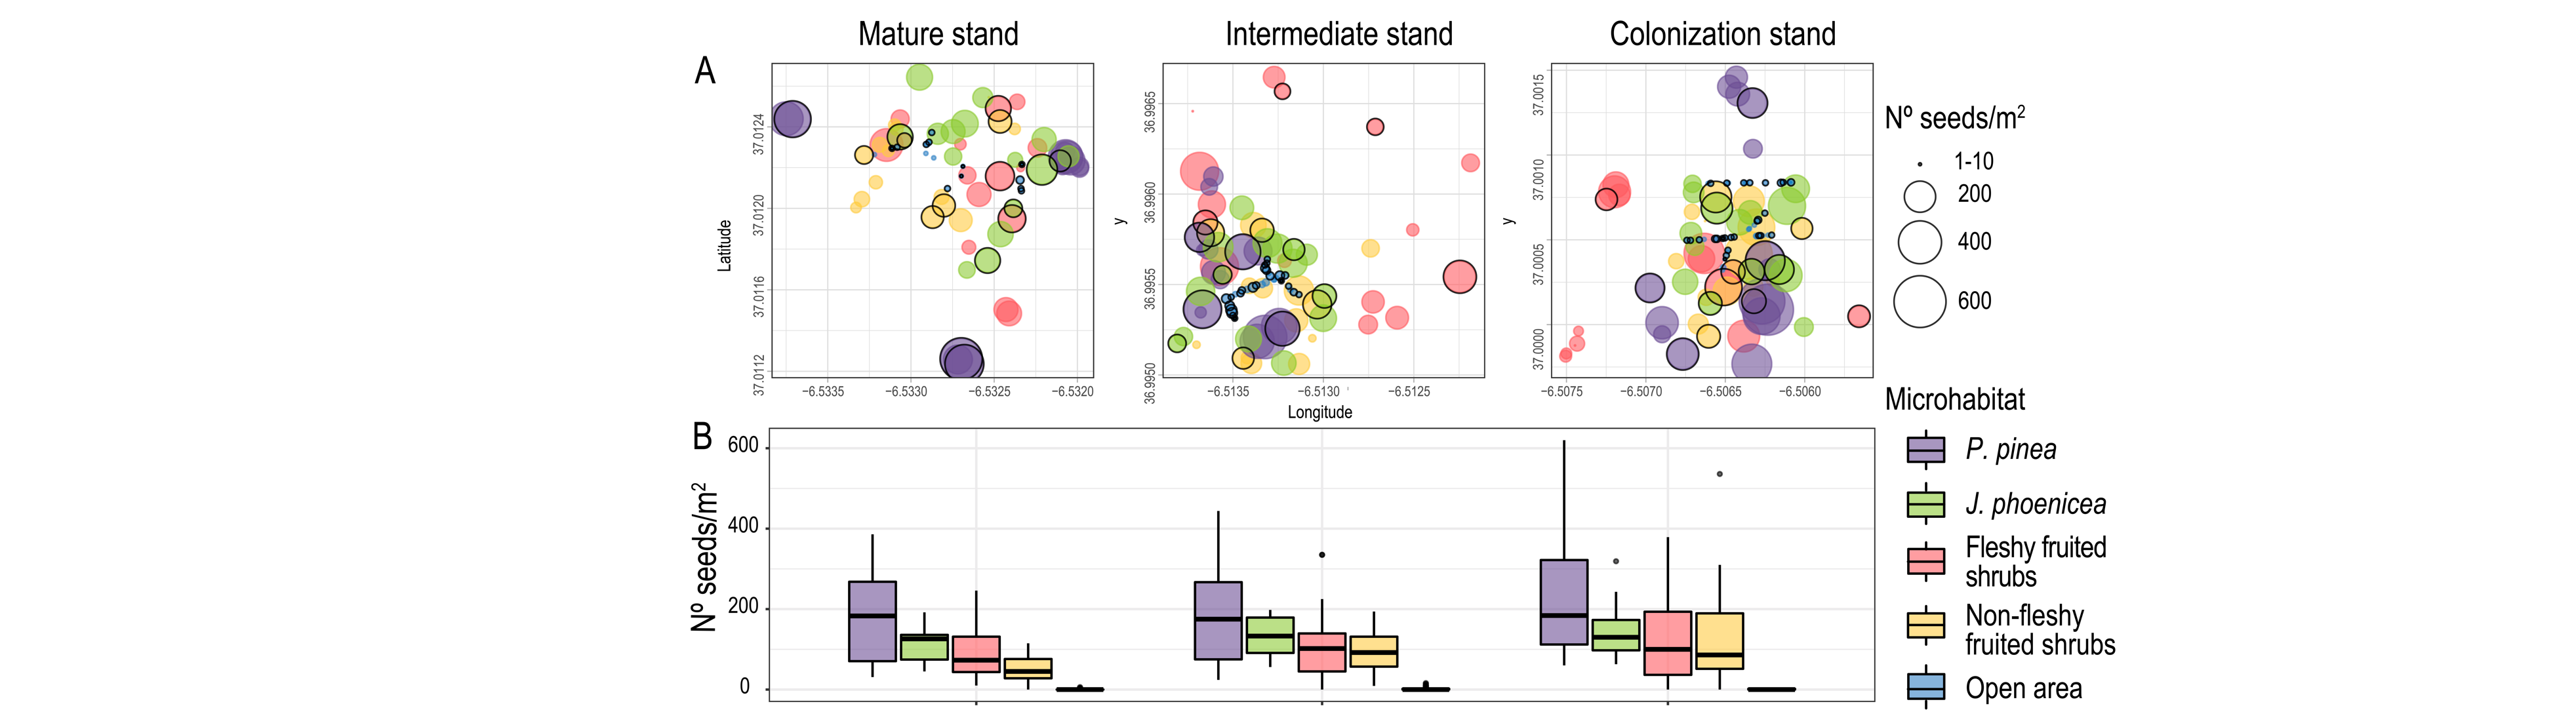 Mature stand
Intermediate stand
Colonization stand
A
Latitude
37.0124
37.0120
37.0116
37.0112
−6.5335
−6.5330
−6.5325
−6.5320
y
36.9965
36.9960
36.9955
36.9950
−6.5135
−6.5130
−6.5125
Longitude
y
37.0015
37.0010
37.0005
37.0000
−6.5075
−6.5070
−6.5065
−6.5060
Nº seeds/m²
1-10
200
400
600
B
Nº seeds/m²
600
400
200
0
Microhabitat
P. pinea
J. phoenicea
Fleshy fruited
shrubs
Non-fleshy
fruited shrubs
Open area